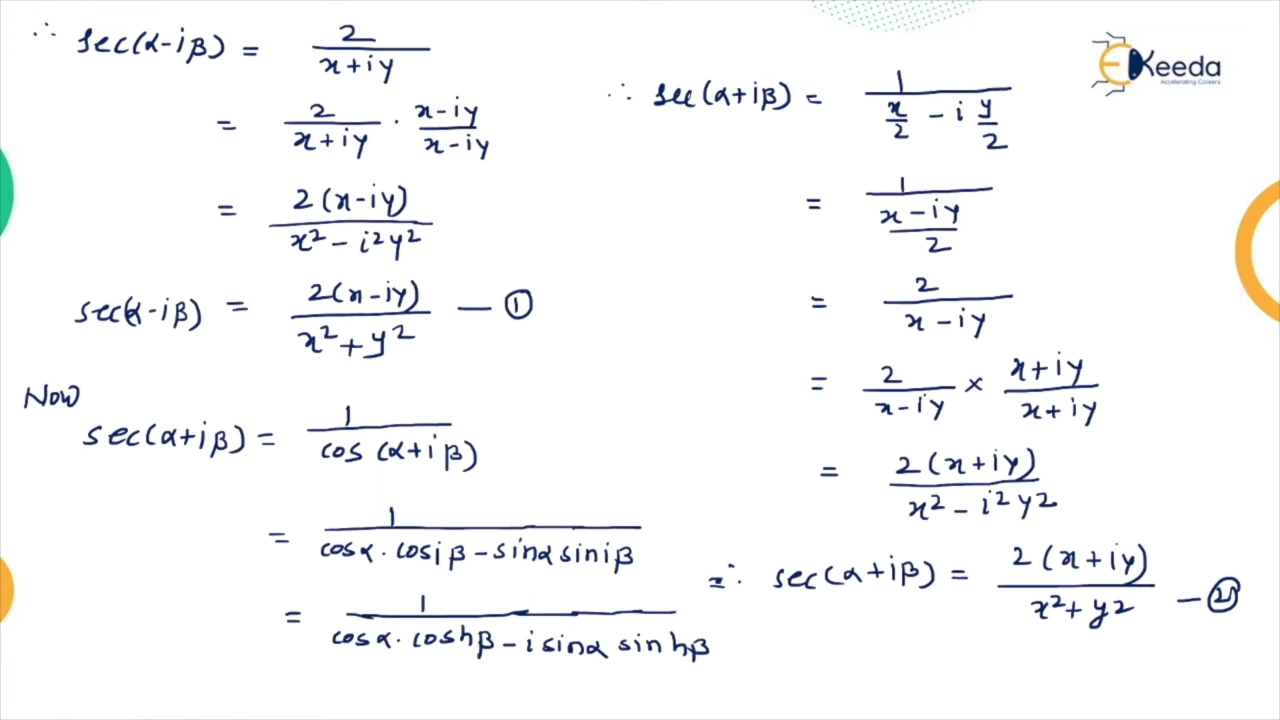 ∴ sec(α-iβ) = 2/(x+iy)
= 2/(x+iy) · (x-iy)/(x-iy)
= 2(x-iy)/(x² - i²y²)
sec(α-iβ) = 2(x-iy)/(x²+y²) — ①
Now
sec(α+iβ) = 1/(cos (α+iβ))
= 1/(cosα · cosiβ - sinα siniβ)
= 1/(cosα · coshβ - i sinα sinhβ)
∴ sec(α+iβ) = 1/(x/2 - i y/2)
= 1/((x-iy)/2)
= 2/(x-iy)
= 2/(x-iy) × (x+iy)/(x+iy)
= 2(x+iy)/(x² - i²y²)
∴ sec(α+iβ) = 2(x+iy)/(x²+y²) — ②
EKeeda
Accelerating Careers